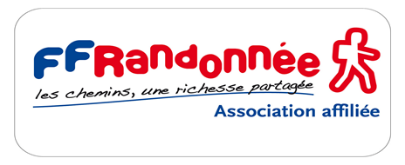 FFRandonnée
les chemins, une richesse partagée
Association affiliée